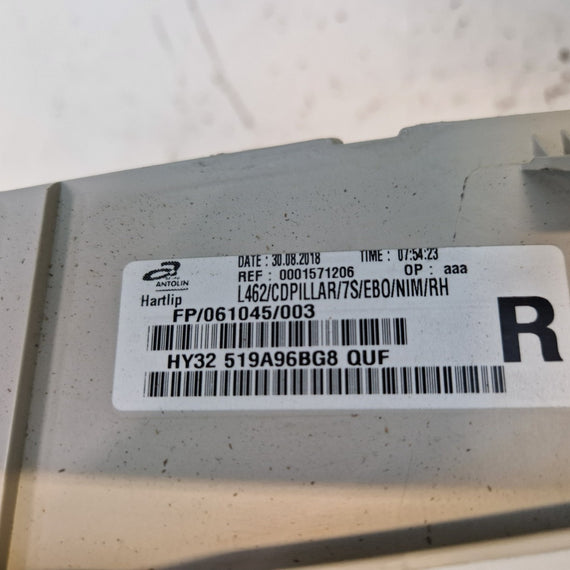 DATE : 30.08.2018 TIME : 07:54:23
ANTOLIN
REF : 0001571206 OP : aaa
Hartlip
L462/CDPILLAR/7S/EBO/NIM/RH
FP/061045/003
R
HY32 519A96BG8 QUF